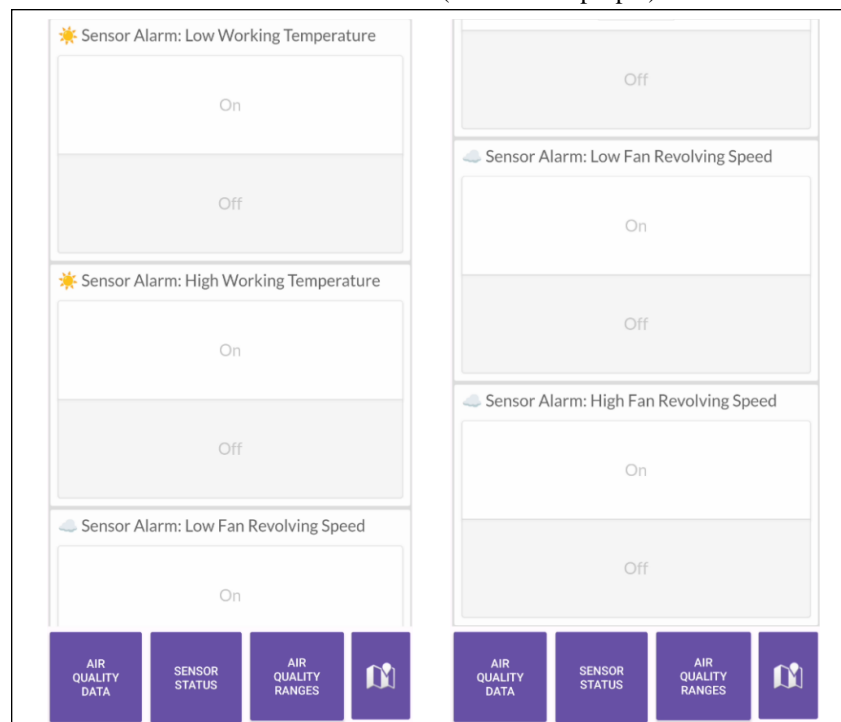 ☀️ Sensor Alarm: Low Working Temperature
On
Off
☀️ Sensor Alarm: High Working Temperature
On
Off
☁️ Sensor Alarm: Low Fan Revolving Speed
On
AIR
QUALITY
DATA
SENSOR
STATUS
AIR
QUALITY
RANGES
Off
☁️ Sensor Alarm: Low Fan Revolving Speed
On
Off
☁️ Sensor Alarm: High Fan Revolving Speed
On
Off
AIR
QUALITY
DATA
SENSOR
STATUS
AIR
QUALITY
RANGES